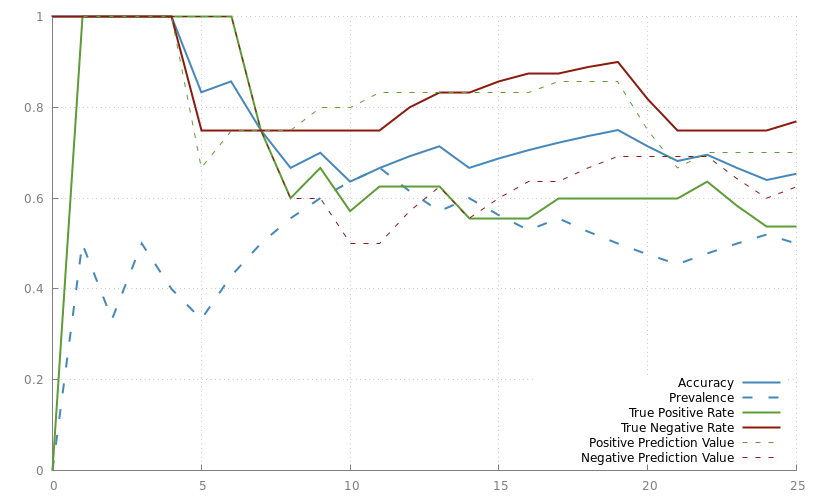 1
0.8
0.6
0.4
0.2
0
Accuracy
Prevalence
True Positive Rate
True Negative Rate
Positive Prediction Value
Negative Prediction Value
0 5 10 15 20 25